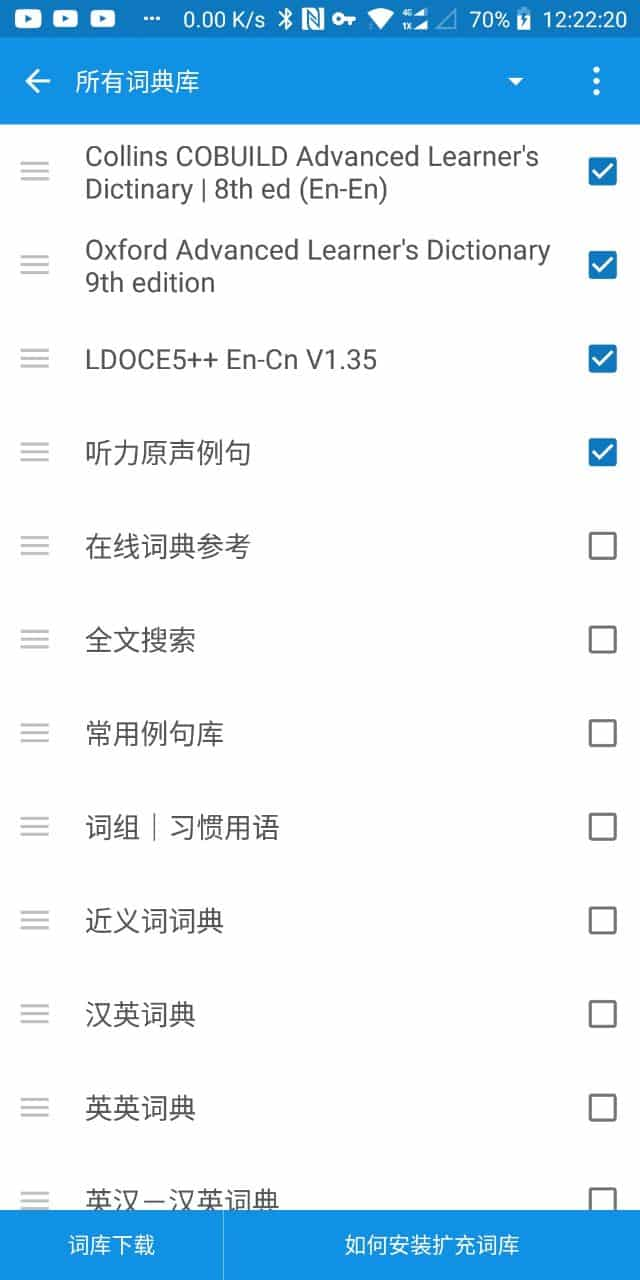 0.00 K/s 4G 1X 70% 12:22:20
所有词典库
Collins COBUILD Advanced Learner's
Dictinary | 8th ed (En-En)
Oxford Advanced Learner's Dictionary
9th edition
LDOCE5++ En-Cn V1.35
听力原声例句
在线词典参考
全文搜索
常用例句库
词组｜习惯用语
近义词词典
汉英词典
英英词典
英汉－汉英词典
词库下载
如何安装扩充词库